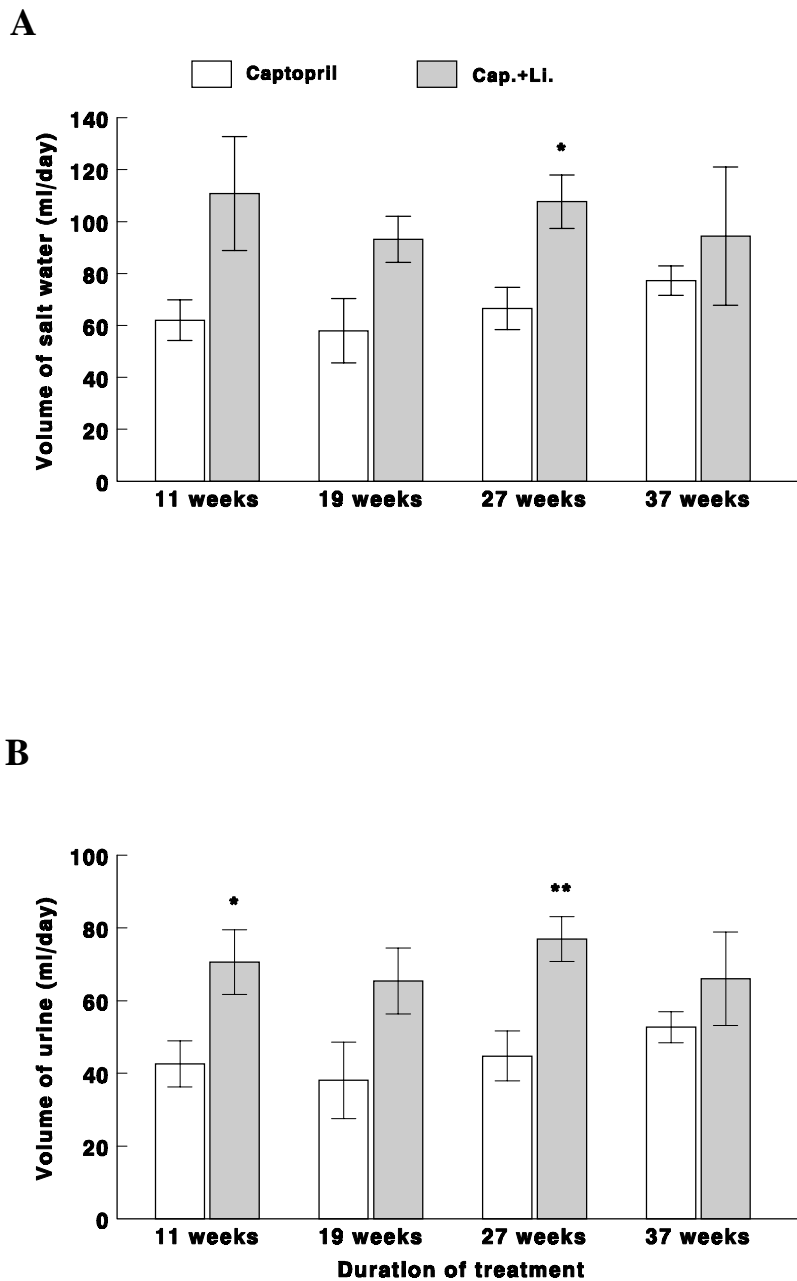 A
Captopril Cap.+Li.
Volume of salt water (ml/day)
140
120
*
100
80
60
40
20
0
11 weeks 19 weeks 27 weeks 37 weeks
B
Volume of urine (ml/day)
100
* **
80
60
40
20
0
11 weeks 19 weeks 27 weeks 37 weeks
Duration of treatment